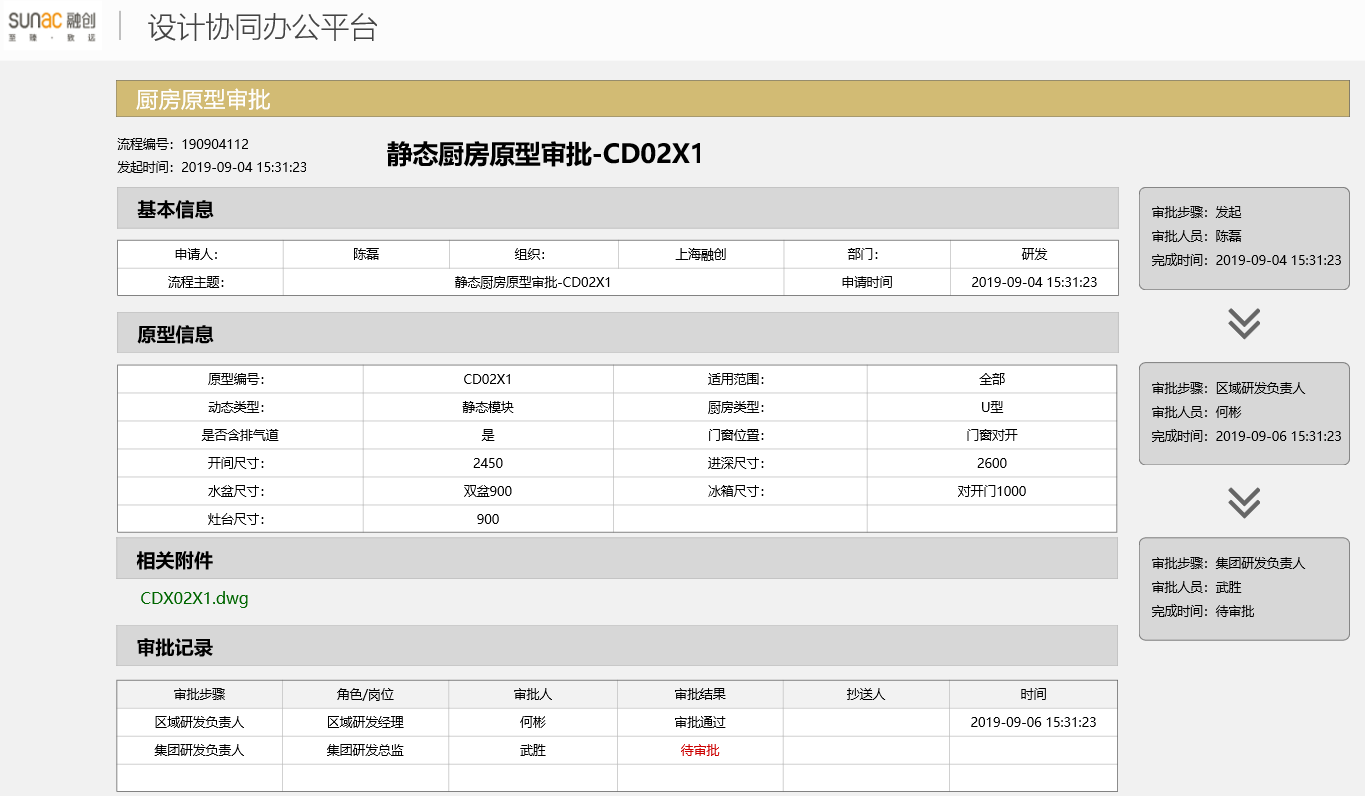 sunac 融创
至臻·致远
设计协同办公平台
厨房原型审批
流程编号：190904112
发起时间：2019-09-04 15:31:23
静态厨房原型审批-CD02X1
基本信息
申请人： 陈磊 组织： 上海融创 部门： 研发
流程主题： 静态厨房原型审批-CD02X1 申请时间 2019-09-04 15:31:23
原型信息
原型编号： CD02X1 适用范围： 全部
动态类型： 静态模块 厨房类型： U型
是否含排气道 是 门窗位置： 门窗对开
开间尺寸： 2450 进深尺寸： 2600
水盆尺寸： 双盆900 冰箱尺寸： 对开门1000
灶台尺寸： 900
相关附件
CDX02X1.dwg
审批记录
审批步骤 角色/岗位 审批人 审批结果 抄送人 时间
区域研发负责人 区域研发经理 何彬 审批通过 2019-09-06 15:31:23
集团研发负责人 集团研发总监 武胜 待审批
审批步骤：发起
审批人员：陈磊
完成时间：2019-09-04 15:31:23
审批步骤：区域研发负责人
审批人员：何彬
完成时间：2019-09-06 15:31:23
审批步骤：集团研发负责人
审批人员：武胜
完成时间：待审批